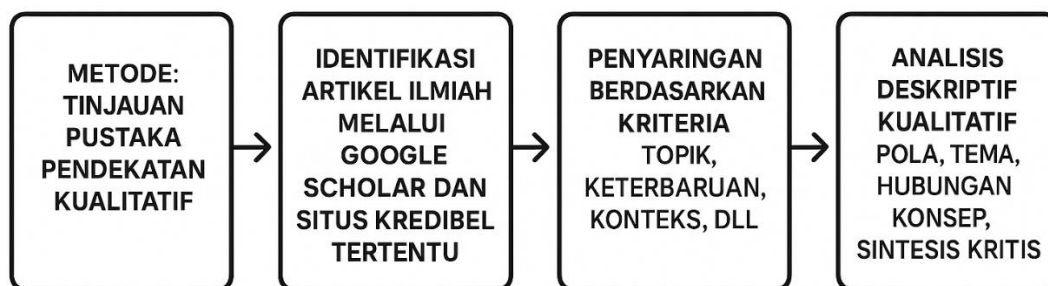 METODE:
TINJAUAN
PUSTAKA
PENDEKATAN
KUALITATIF
IDENTIFIKASI
ARTIKEL ILMIAH
MELALUI
GOOGLE
SCHOLAR DAN
SITUS KREDIBEL
TERTENTU
PENYARINGAN
BERDASARKAN
KRITERIA
TOPIK,
KETERBARUAN,
KONTEKS, DLL
ANALISIS
DESKRIPTIF
KUALITATIF
POLA, TEMA,
HUBUNGAN
KONSEP,
SINTESIS KRITIS